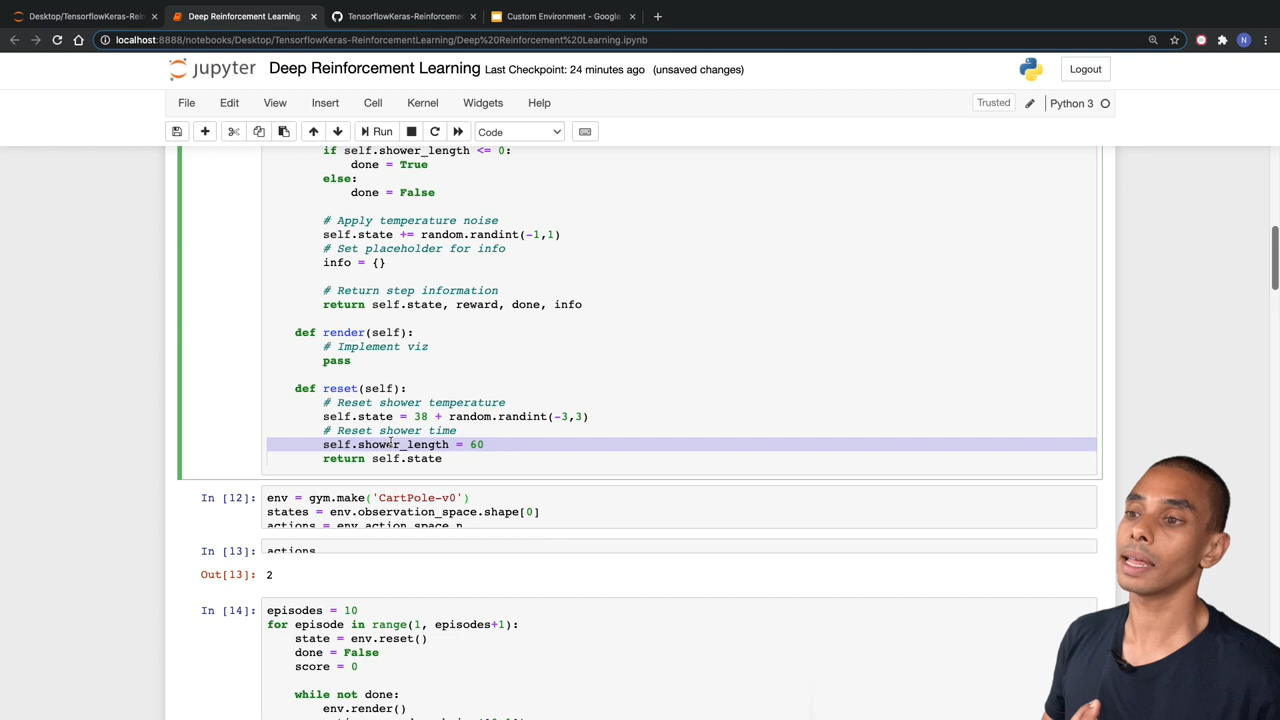 Desktop/TensorflowKeras-Rein
Deep Reinforcement Learning
TensorflowKeras-Reinforceme
Custom Environment - Google
localhost:8888/notebooks/Desktop/TensorflowKeras-ReinforcementLearning/Deep%20Reinforcement%20Learning.ipynb
N
jupyter Deep Reinforcement Learning Last Checkpoint: 24 minutes ago (unsaved changes)
Logout
File Edit View Insert Cell Kernel Widgets Help
Trusted Python 3
Run Code
if self.shower_length <= 0:
done = True
else:
done = False
# Apply temperature noise
self.state += random.randint(-1,1)
# Set placeholder for info
info = {}
# Return step information
return self.state, reward, done, info
def render(self):
# Implement viz
pass
def reset(self):
# Reset shower temperature
self.state = 38 + random.randint(-3,3)
# Reset shower time
self.shower_length = 60
return self.state
In [12]: env = gym.make('CartPole-v0')
states = env.observation_space.shape[0]
actions = env.action_space.n
In [13]: actions
Out[13]: 2
In [14]: episodes = 10
for episode in range(1, episodes+1):
state = env.reset()
done = False
score = 0
while not done:
env.render()